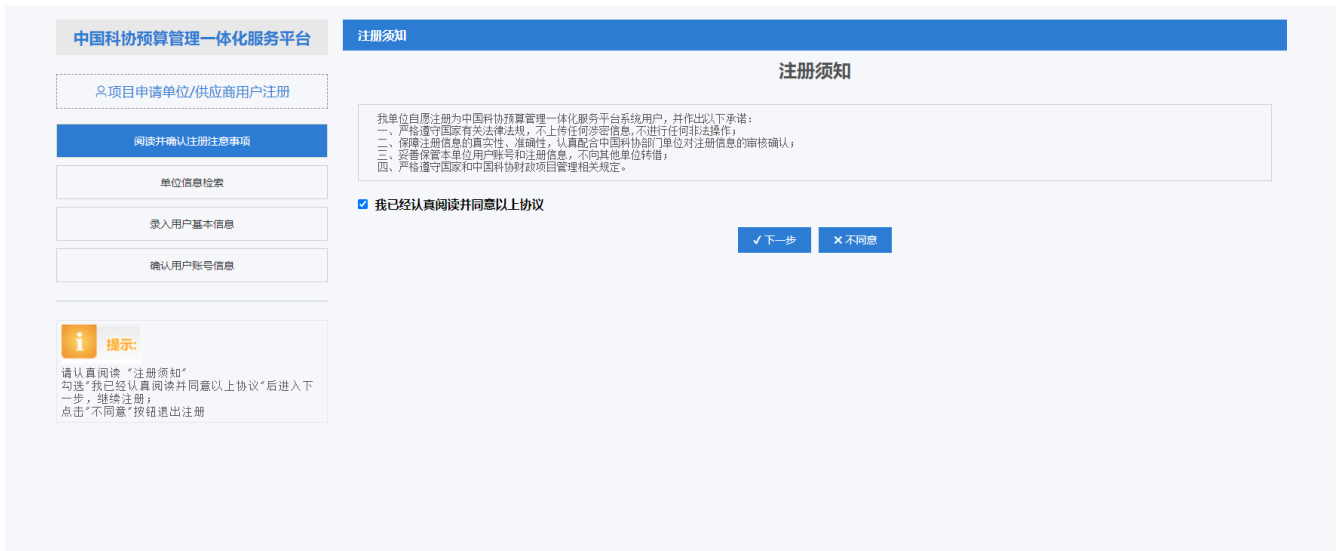 中国科协预算管理一体化服务平台
项目申请单位/供应商用户注册
阅读并确认注册注意事项
单位信息检索
录入用户基本信息
确认用户账号信息
i 提示:
请认真阅读 "注册须知"
勾选"我已经认真阅读并同意以上协议"后进入下
一步，继续注册；
点击"不同意"按钮退出注册
注册须知
注册须知
我单位自愿注册为中国科协预算管理一体化服务平台系统用户，并作出以下承诺：
一、严格遵守国家有关法律法规，不上传任何涉密信息,不进行任何非法操作；
二、保障注册信息的真实性、准确性，认真配合中国科协部门单位对注册信息的审核确认；
三、妥善保管本单位用户账号和注册信息，不向其他单位转借；
四、严格遵守国家和中国科协财政项目管理相关规定。
我已经认真阅读并同意以上协议
下一步 不同意